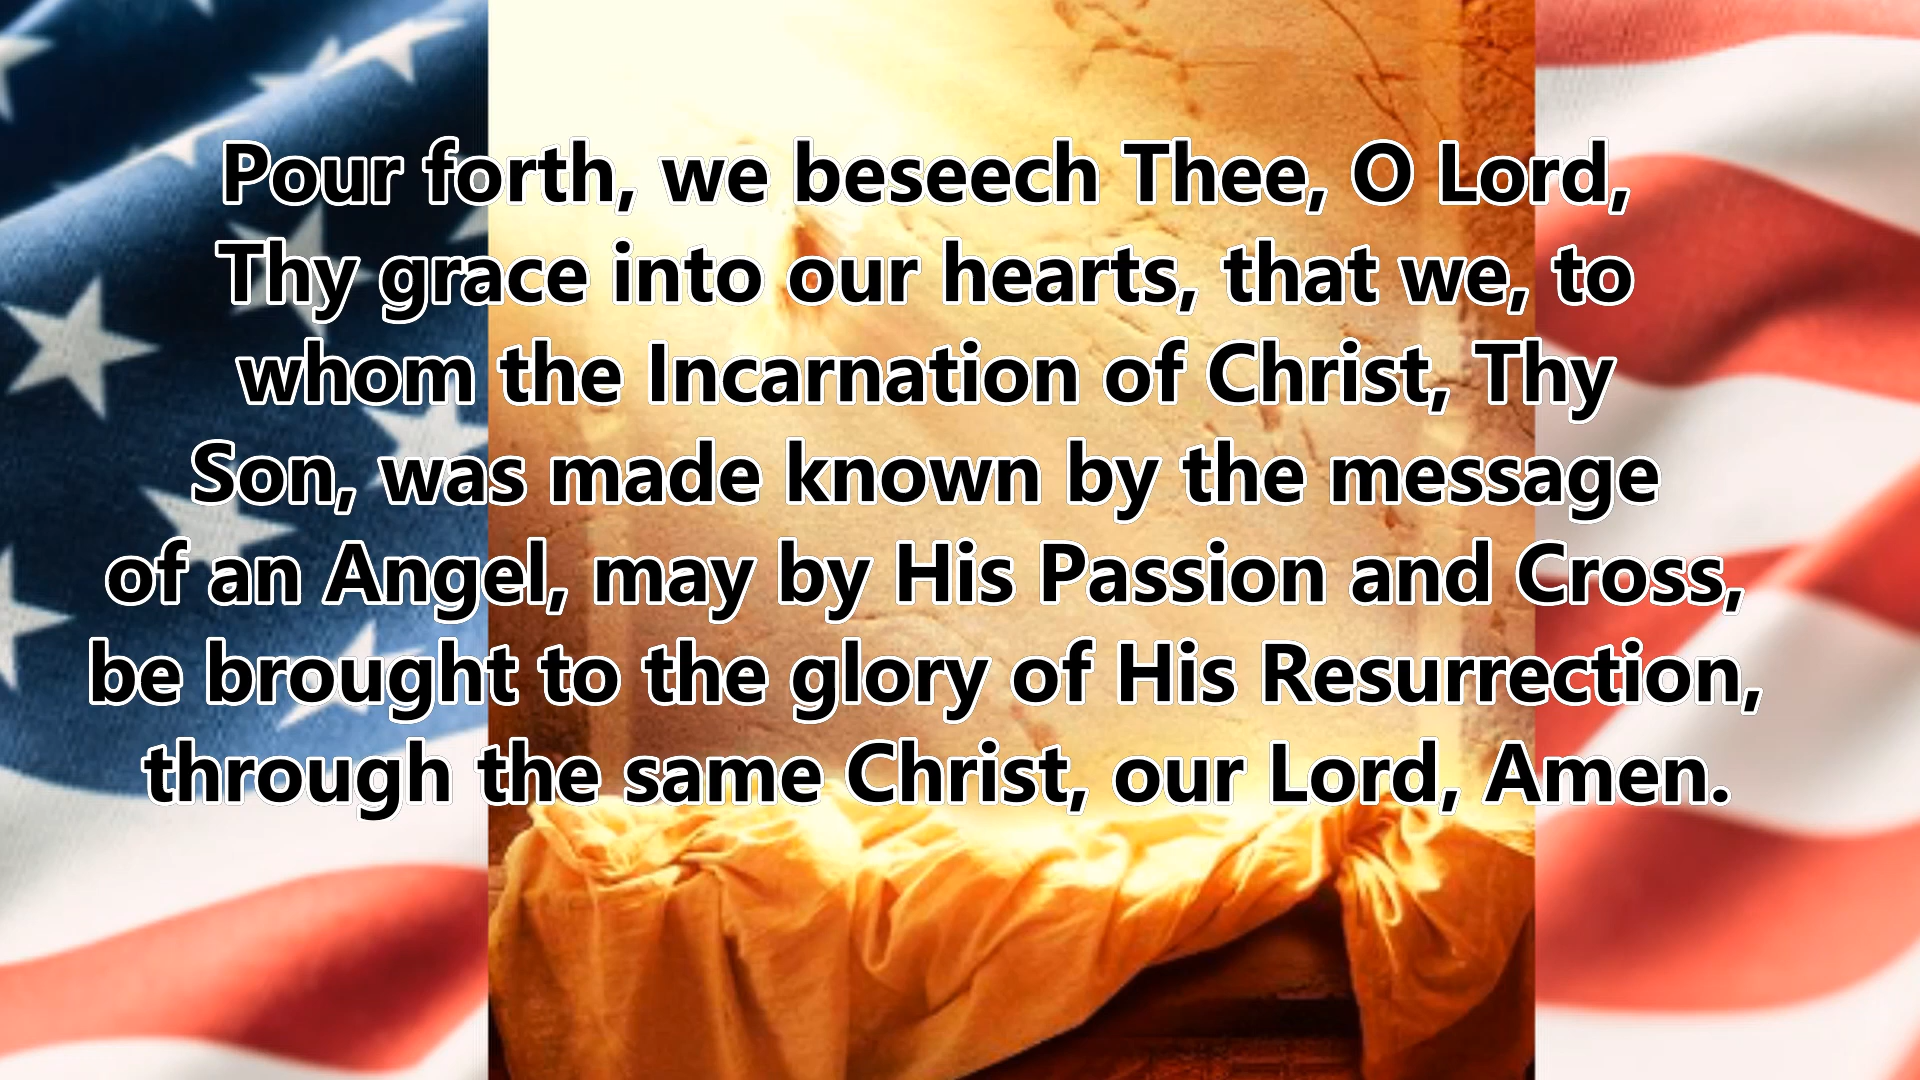 Pour forth, we beseech Thee, O Lord,
Thy grace into our hearts, that we, to
whom the Incarnation of Christ, Thy
Son, was made known by the message
of an Angel, may by His Passion and Cross,
be brought to the glory of His Resurrection,
through the same Christ, our Lord, Amen.